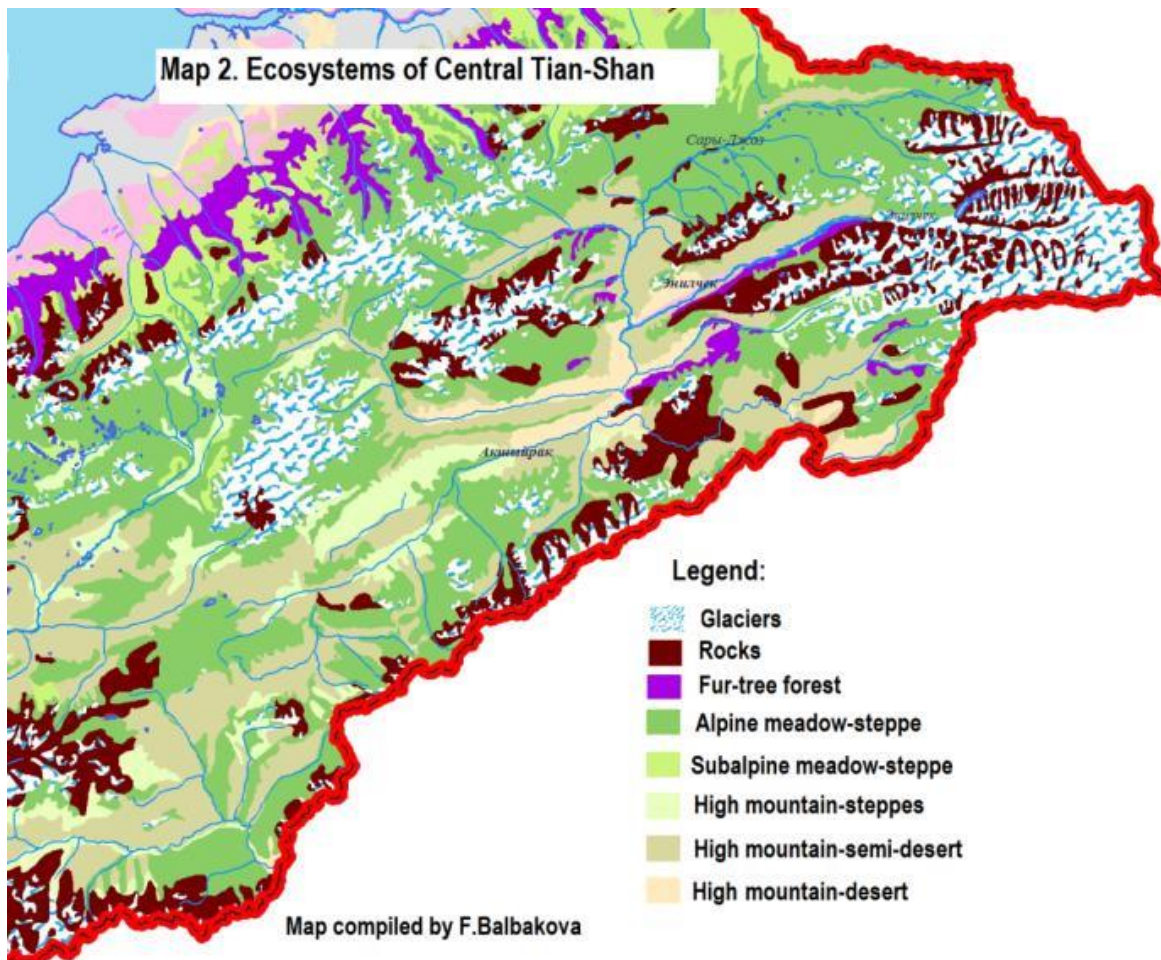 Map 2. Ecosystems of Central Tian-Shan
Сары-Джаз
Энилчек
Акшыйрак
Legend:
Glaciers
Rocks
Fur-tree forest
Alpine meadow-steppe
Subalpine meadow-steppe
High mountain-steppes
High mountain-semi-desert
High mountain-desert
Map compiled by F.Balbakova